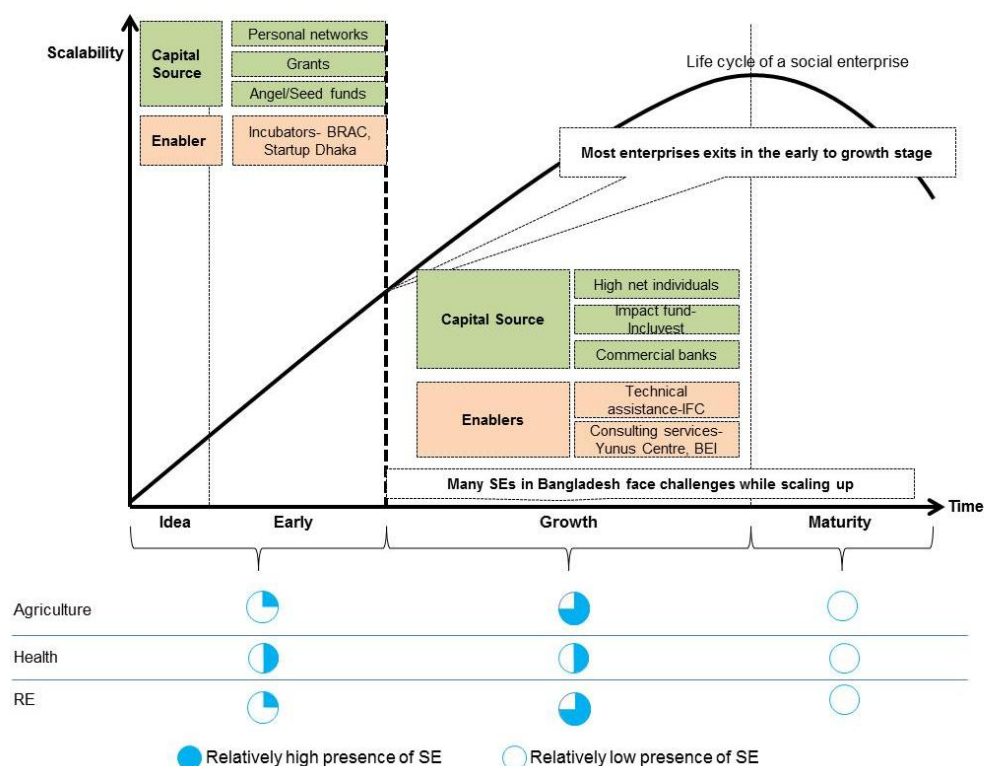 Scalability
Capital
Source
Personal networks
Grants
Angel/Seed funds
Enabler
Incubators- BRAC,
Startup Dhaka
Life cycle of a social enterprise
Most enterprises exits in the early to growth stage
Capital Source
High net individuals
Impact fund-
Incluvest
Commercial banks
Enablers
Technical
assistance-IFC
Consulting services-
Yunus Centre, BEI
Many SEs in Bangladesh face challenges while scaling up
Time
Idea
Early
Growth
Maturity
Agriculture
Health
RE
Relatively high presence of SE
Relatively low presence of SE